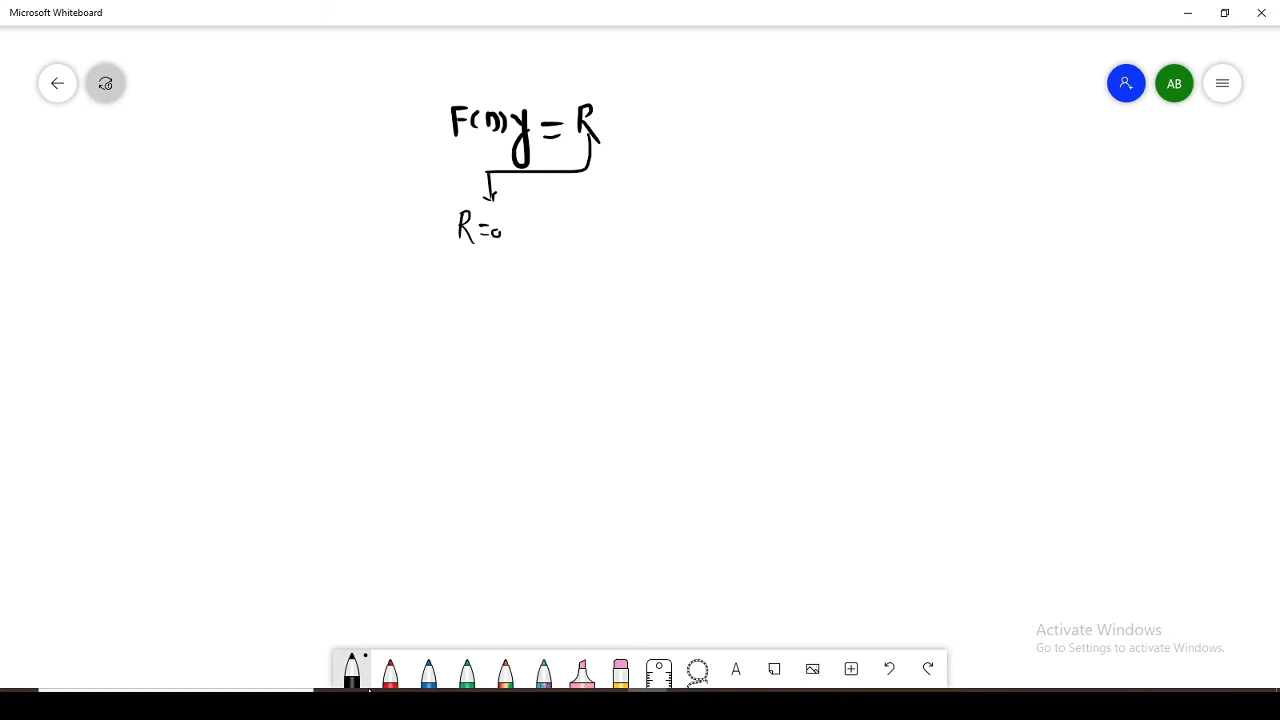 Microsoft Whiteboard
AB
F(D)y = R
R=0
A
Activate Windows
Go to Settings to activate Windows.